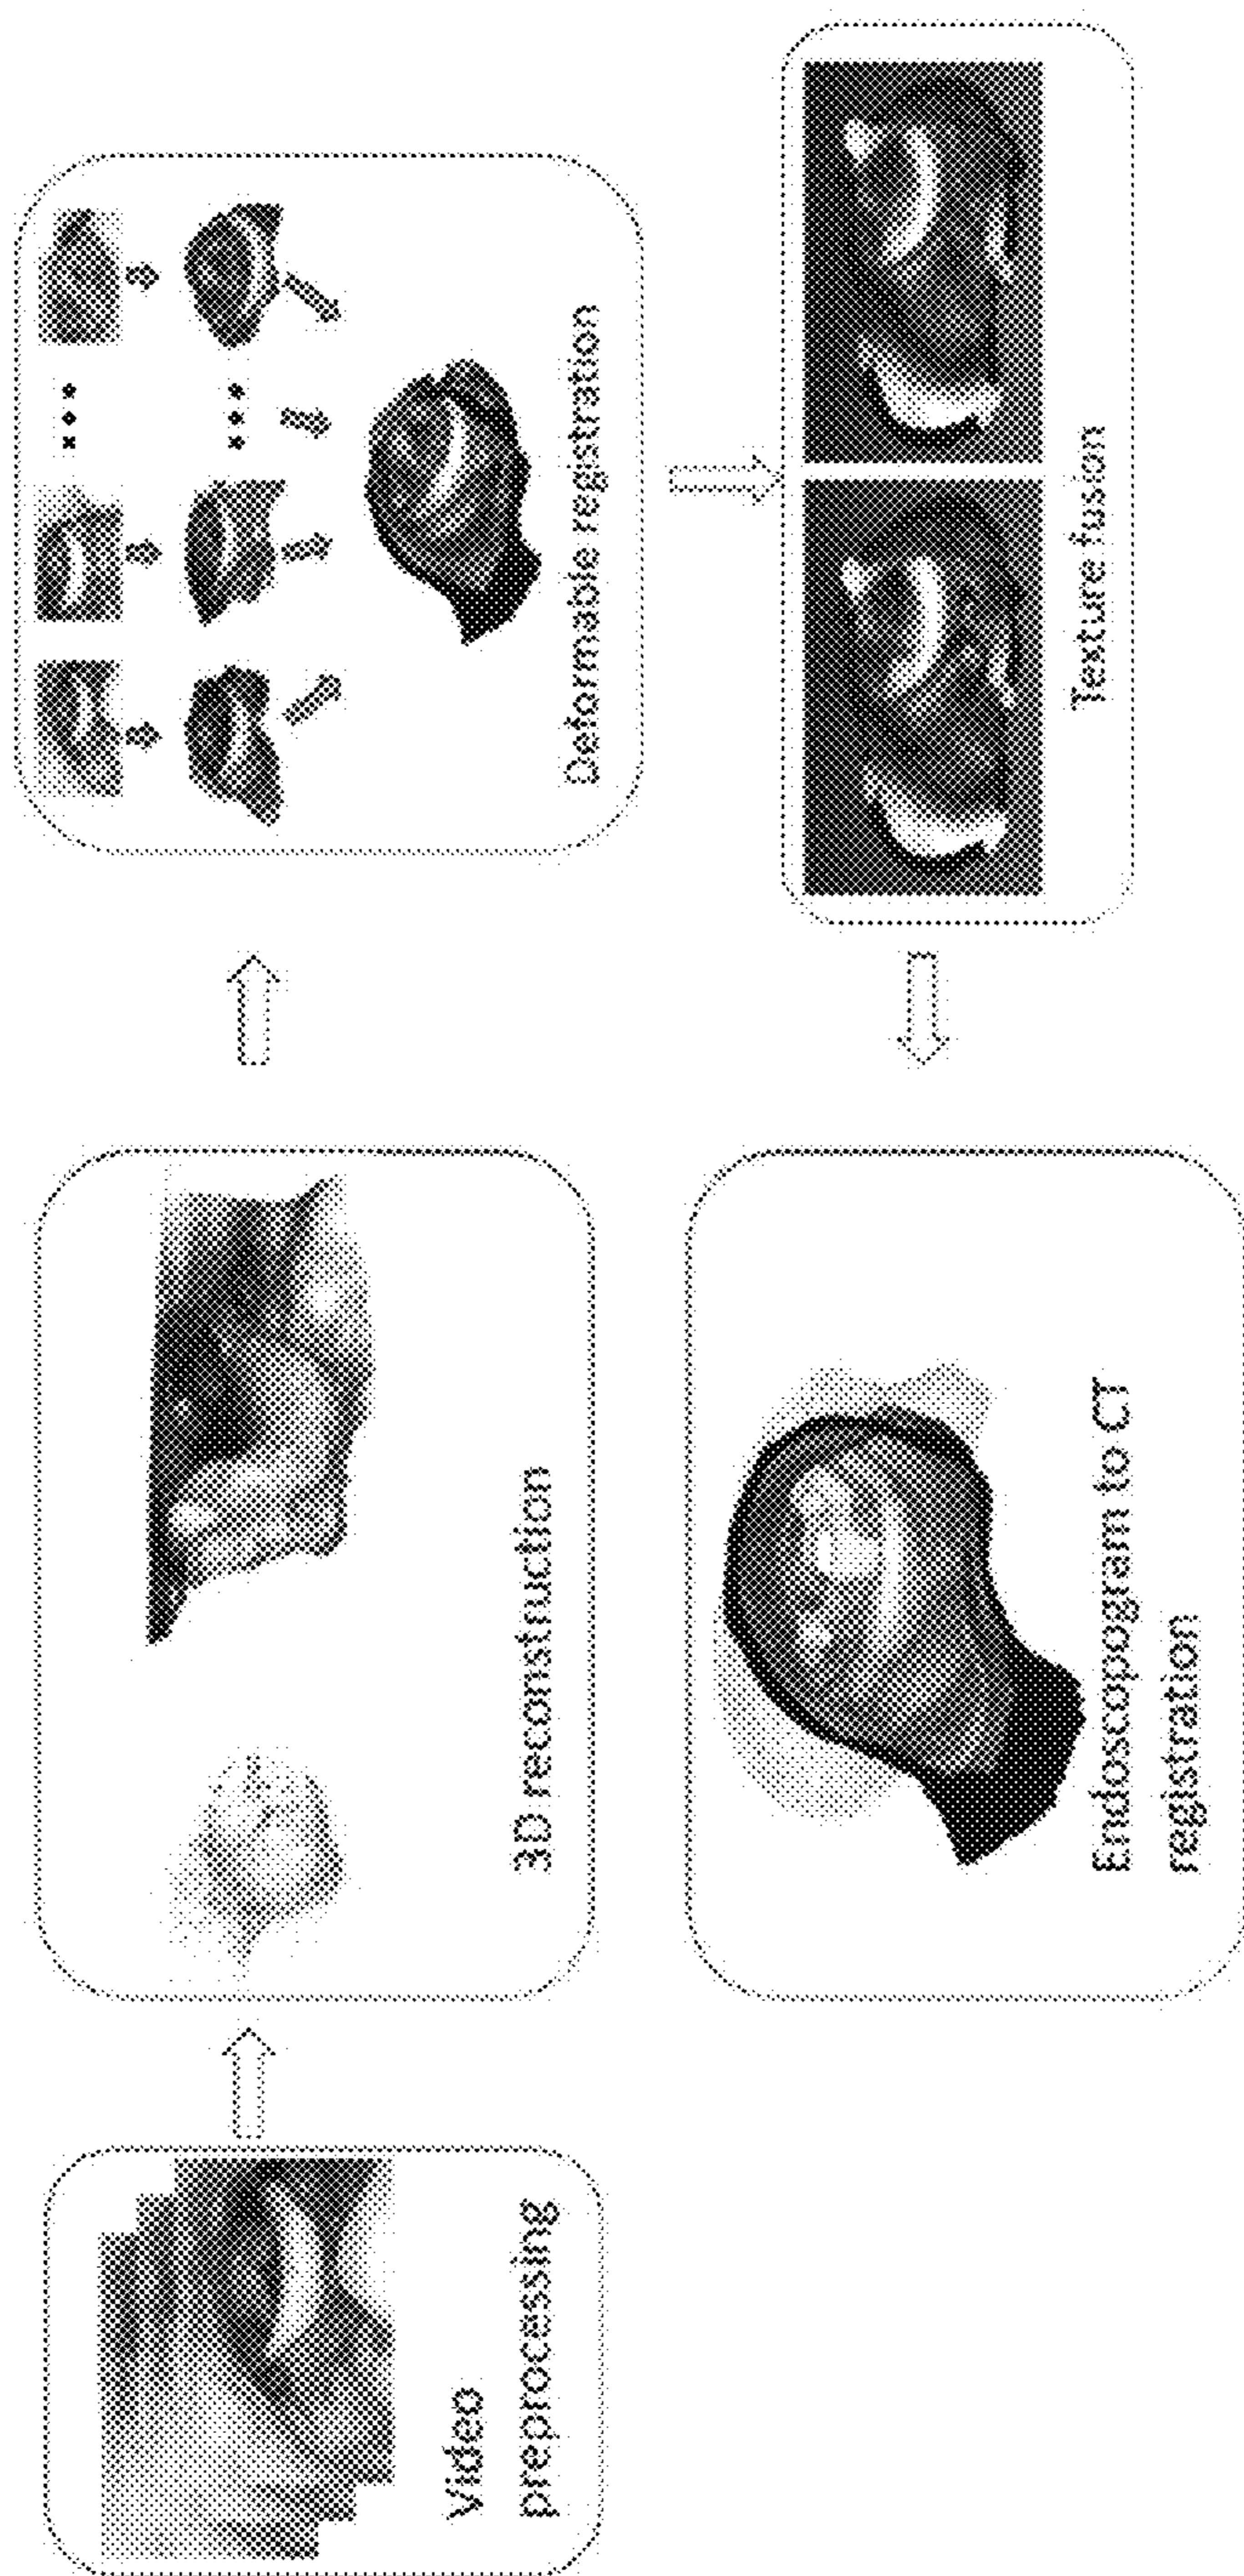 Video
preprocessing
3D reconstruction
Deformable registration
Texture fusion
Endoscopogram to CT
registration